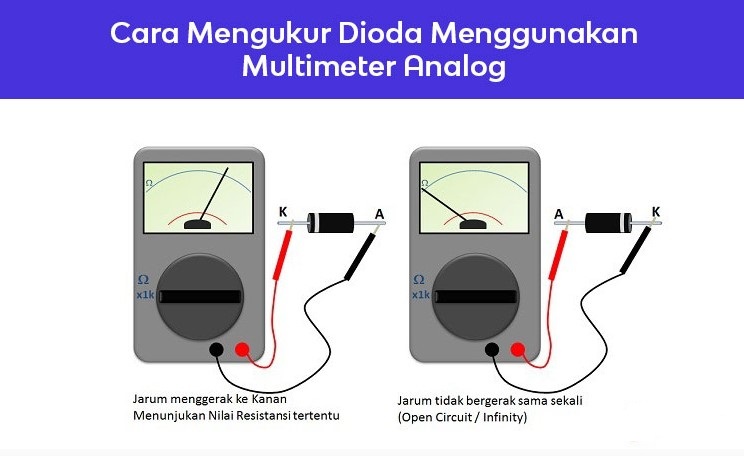 Cara Mengukur Dioda Menggunakan
Multimeter Analog
Ω
K
A
Ω
x1k
Jarum menggerak ke Kanan
Menunjukan Nilai Resistansi tertentu
Ω
A
K
Ω
x1k
Jarum tidak bergerak sama sekali
(Open Circuit / Infinity)